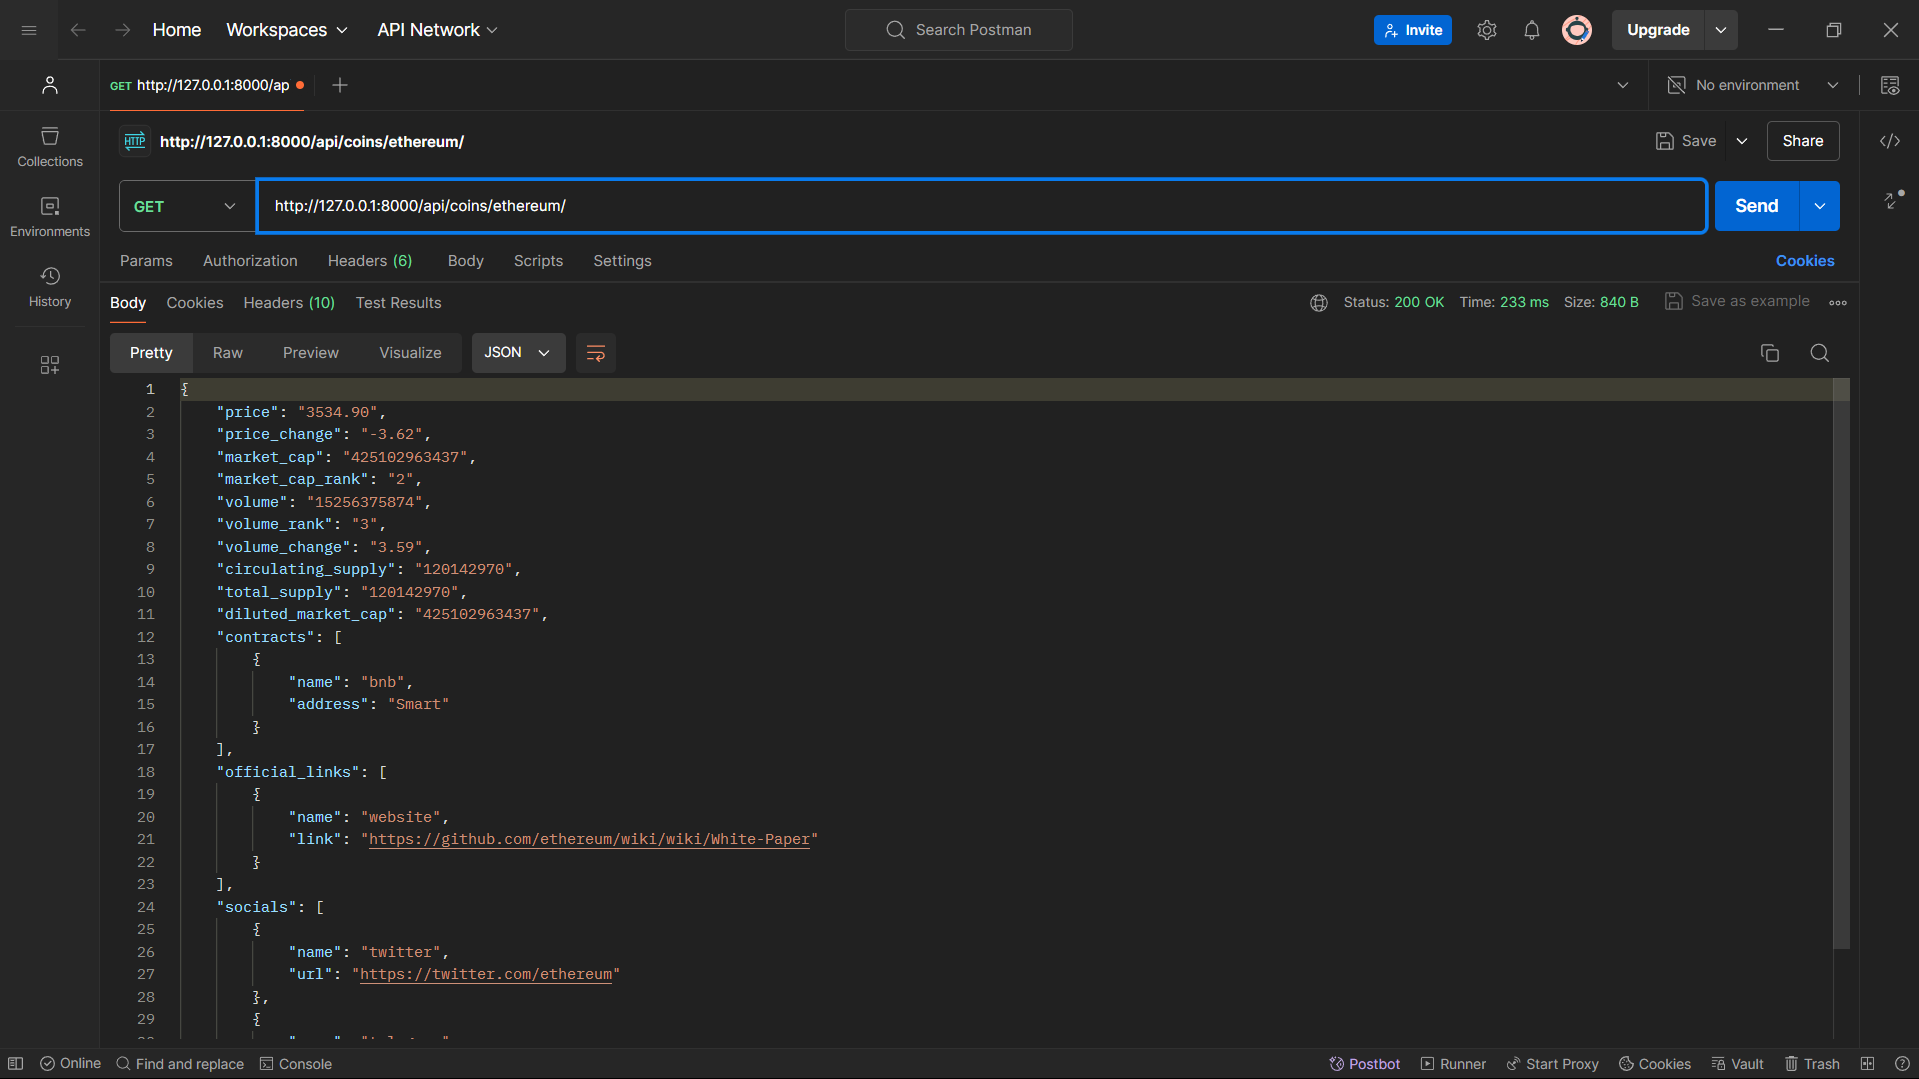 Home Workspaces API Network Search Postman Invite Upgrade
GET http://127.0.0.1:8000/ap No environment
HTTP http://127.0.0.1:8000/api/coins/ethereum/ Save Share
GET http://127.0.0.1:8000/api/coins/ethereum/ Send
Collections
Environments
History
Params Authorization Headers (6) Body Scripts Settings Cookies
Body Cookies Headers (10) Test Results Status: 200 OK Time: 233 ms Size: 840 B Save as example
Pretty Raw Preview Visualize JSON
1 {
2 "price": "3534.90",
3 "price_change": "-3.62",
4 "market_cap": "425102963437",
5 "market_cap_rank": "2",
6 "volume": "15256375874",
7 "volume_rank": "3",
8 "volume_change": "3.59",
9 "circulating_supply": "120142970",
10 "total_supply": "120142970",
11 "diluted_market_cap": "425102963437",
12 "contracts": [
13 {
14 "name": "bnb",
15 "address": "Smart"
16 }
17 ],
18 "official_links": [
19 {
20 "name": "website",
21 "link": "https://github.com/ethereum/wiki/wiki/White-Paper"
22 }
23 ],
24 "socials": [
25 {
26 "name": "twitter",
27 "url": "https://twitter.com/ethereum"
28 },
29 {
Online Find and replace Console Postbot Runner Start Proxy Cookies Vault Trash